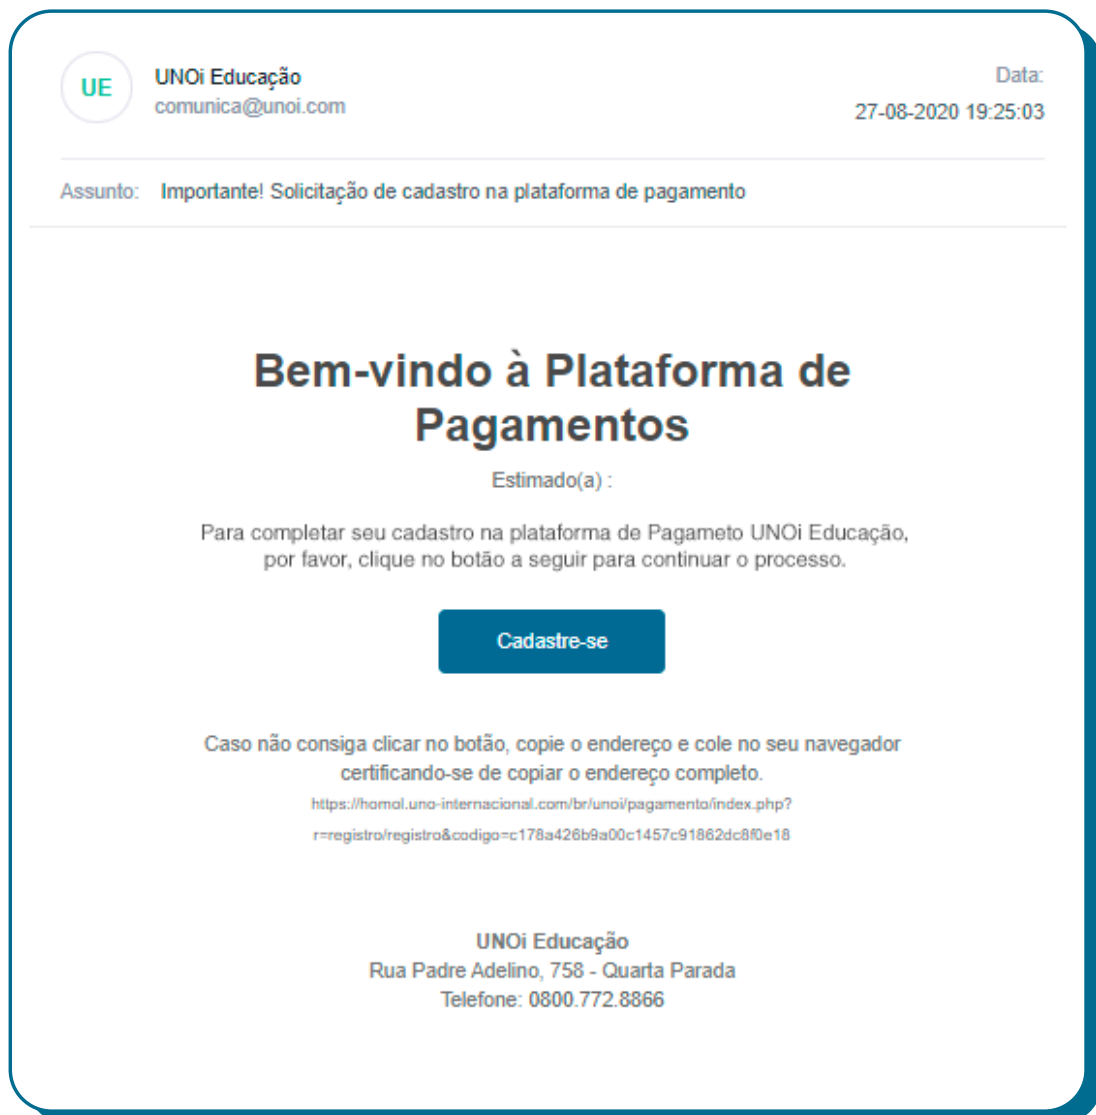 UE
UNOi Educação
comunica@unoi.com
Data:
27-08-2020 19:25:03
Assunto: Importante! Solicitação de cadastro na plataforma de pagamento
Bem-vindo à Plataforma de
Pagamentos
Estimado(a) :
Para completar seu cadastro na plataforma de Pagameto UNOi Educação,
por favor, clique no botão a seguir para continuar o processo.
Cadastre-se
Caso não consiga clicar no botão, copie o endereço e cole no seu navegador
certificando-se de copiar o endereço completo.
https://homol.uno-internacional.com/br/unoi/pagamento/index.php?
r=registro/registro&codigo=c178a426b9a00c1457c91862dc8f0e18
UNOi Educação
Rua Padre Adelino, 758 - Quarta Parada
Telefone: 0800.772.8866